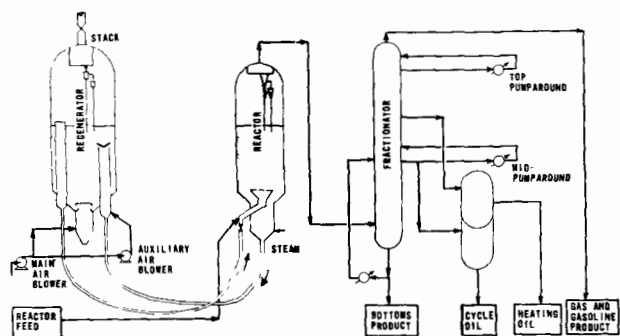 STACK
REGENERATOR
REACTOR
FRACTIONATOR
TOP
PUMPAROUND
MID-
PUMPAROUND
STEAM
MAIN
AIR
BLOWER
AUXILIARY
AIR
BLOWER
REACTOR
FEED
BOTTOMS
PRODUCT
CYCLE
OIL
HEATING
OIL
GAS AND
GASOLINE
PRODUCT